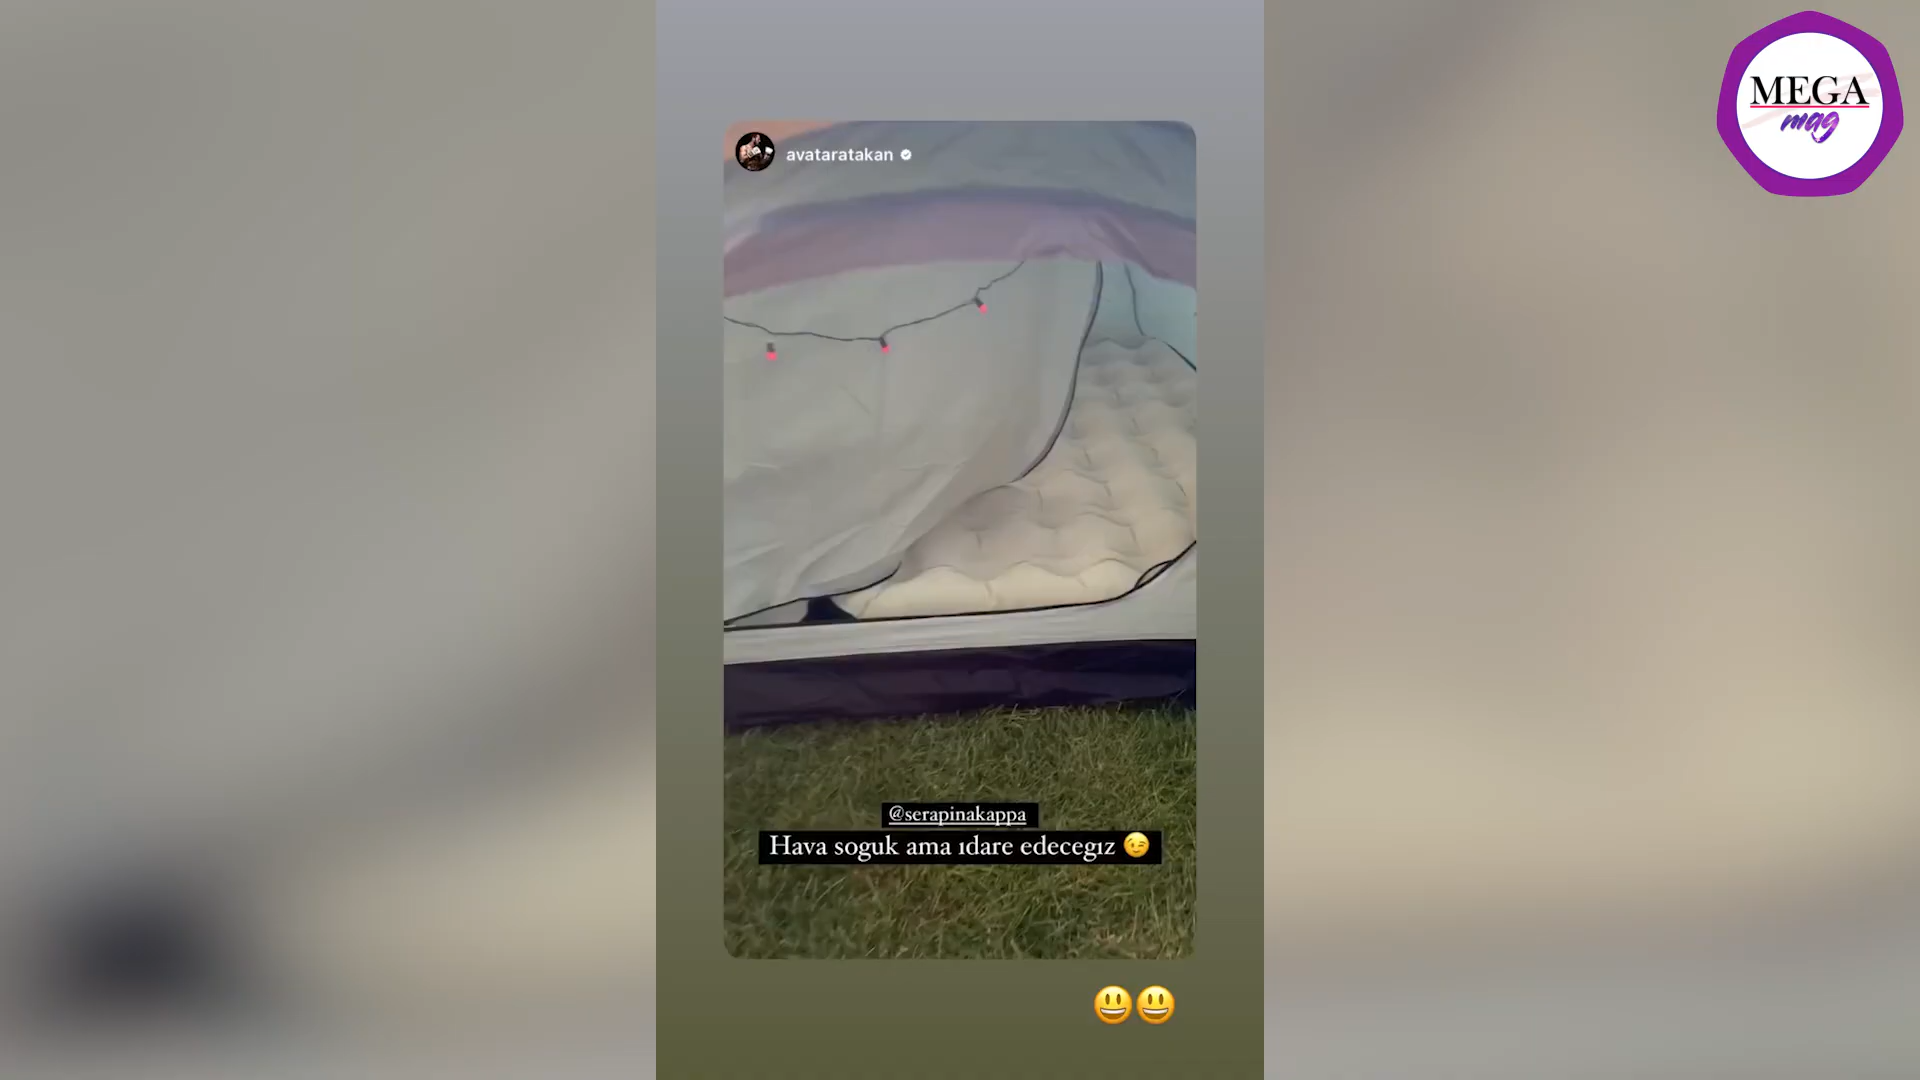 MEGA
mag
avataratakan
@serapinakappa
Hava soguk ama ıdare edecegız 😉
😃😃